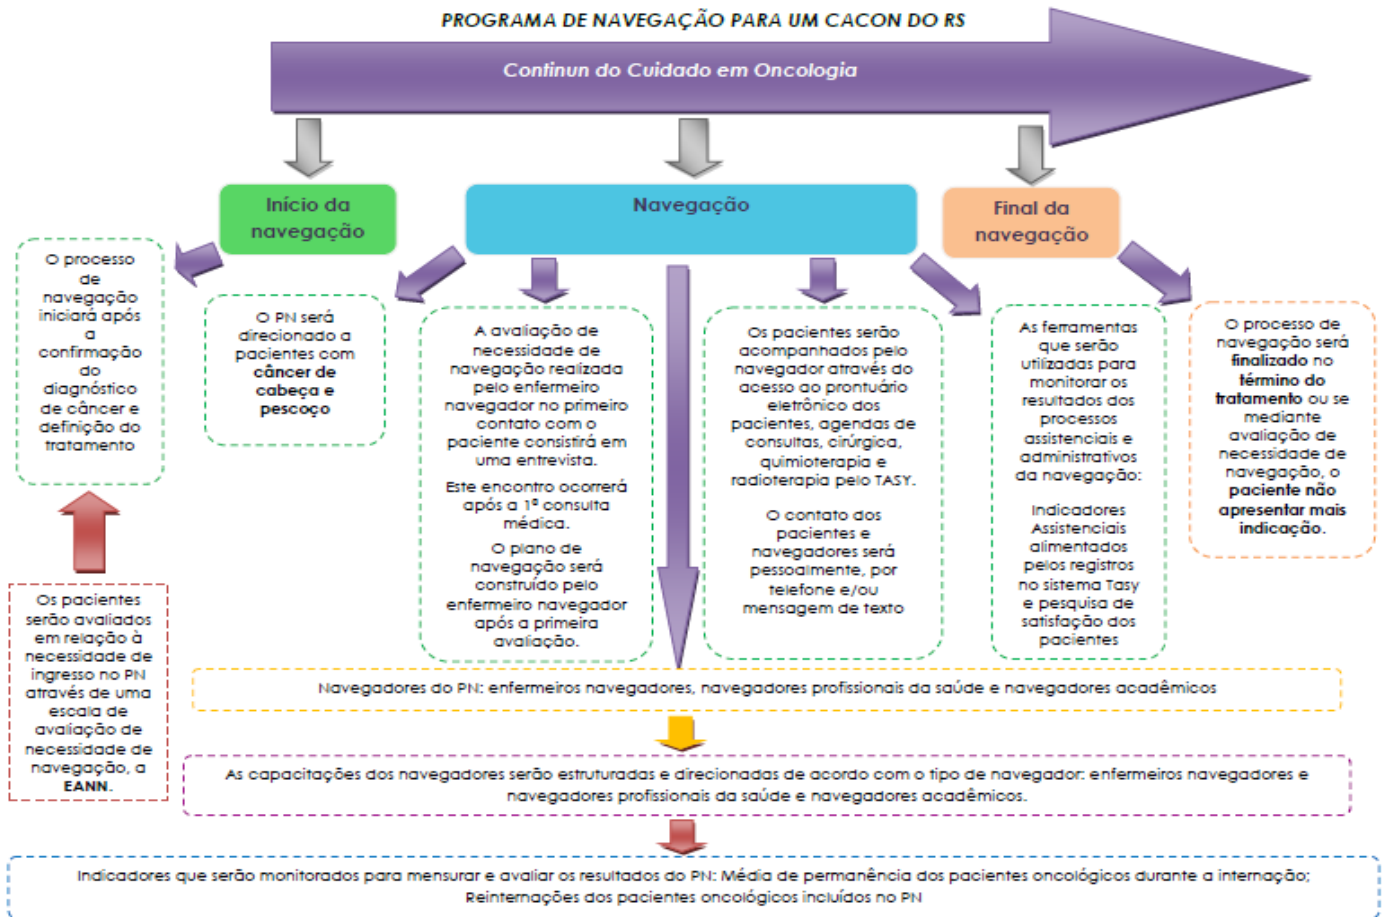 PROGRAMA DE NAVEGAÇÃO PARA UM CACON DO RS
Continun do Cuidado em Oncologia
Início da
navegação
Navegação
Final da
navegação
O processo
de
navegação
iniciará após
a
confirmação
do
diagnóstico
de câncer e
definição do
tratamento
O PN será
direcionado a
pacientes com
câncer de
cabeça e
pescoço
A avaliação de
necessidade de
navegação realizada
pelo enfermeiro
navegador no primeiro
contato com o
paciente consistirá em
uma entrevista.
Este encontro ocorrerá
após a 1ª consulta
médica.
O plano de
navegação será
construído pelo
enfermeiro navegador
após a primeira
avaliação.
Os pacientes serão
acompanhados pelo
navegador através do
acesso ao prontuário
eletrônico dos
pacientes, agendas de
consultas, cirúrgica,
quimioterapia e
radioterapia pelo TASY.
O contato dos
pacientes e
navegadores será
pessoalmente, por
telefone e/ou
mensagem de texto
As ferramentas
que serão
utilizadas para
monitorar os
resultados dos
processos
assistenciais e
administrativos
da navegação:
Indicadores
Assistenciais
alimentados
pelos registros
no sistema Tasy
e pesquisa de
satisfação dos
pacientes
O processo de
navegação será
finalizado no
término do
tratamento ou se
mediante
avaliação de
necessidade de
navegação, o
paciente não
apresentar mais
indicação.
Os pacientes
serão avaliados
em relação à
necessidade de
ingresso no PN
através de uma
escala de
avaliação de
necessidade de
navegação, a
EANN.
Navegadores do PN: enfermeiros navegadores, navegadores profissionais da saúde e navegadores acadêmicos
As capacitações dos navegadores serão estruturadas e direcionadas de acordo com o tipo de navegador: enfermeiros navegadores e
navegadores profissionais da saúde e navegadores acadêmicos.
Indicadores que serão monitorados para mensurar e avaliar os resultados do PN: Média de permanência dos pacientes oncológicos durante a internação;
Reinternações dos pacientes oncológicos incluídos no PN